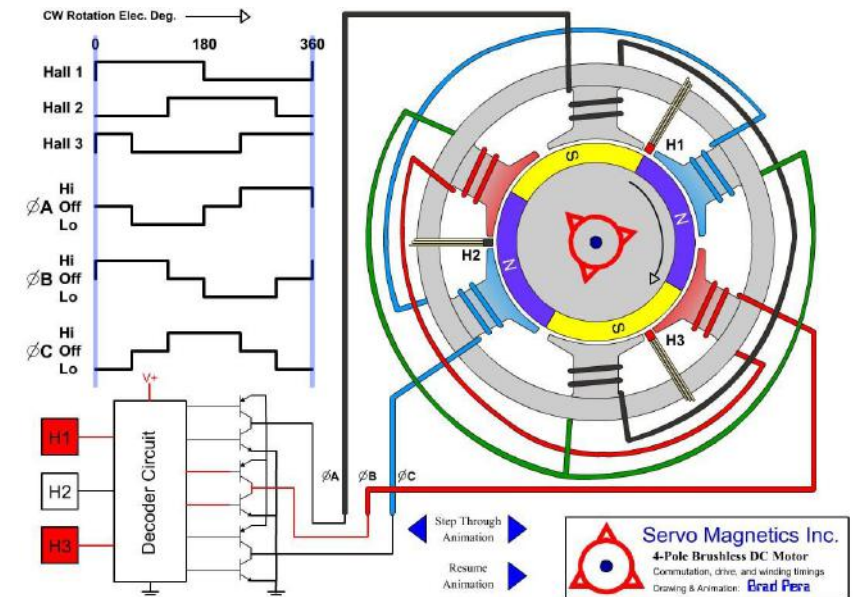 CW Rotation Elec. Deg.
0 180 360
Hall 1
Hall 2
Hall 3
Hi
ØA Off
Lo
Hi
ØB Off
Lo
Hi
ØC Off
Lo
V+
H1
H2
H3
Decoder Circuit
ØA ØB ØC
S
N
N
S
H1
H2
H3
Step Through
Animation
Resume
Animation
Servo Magnetics Inc.
4-Pole Brushless DC Motor
Commutation, drive, and winding timings
Drawing & Animation: Brad Pera